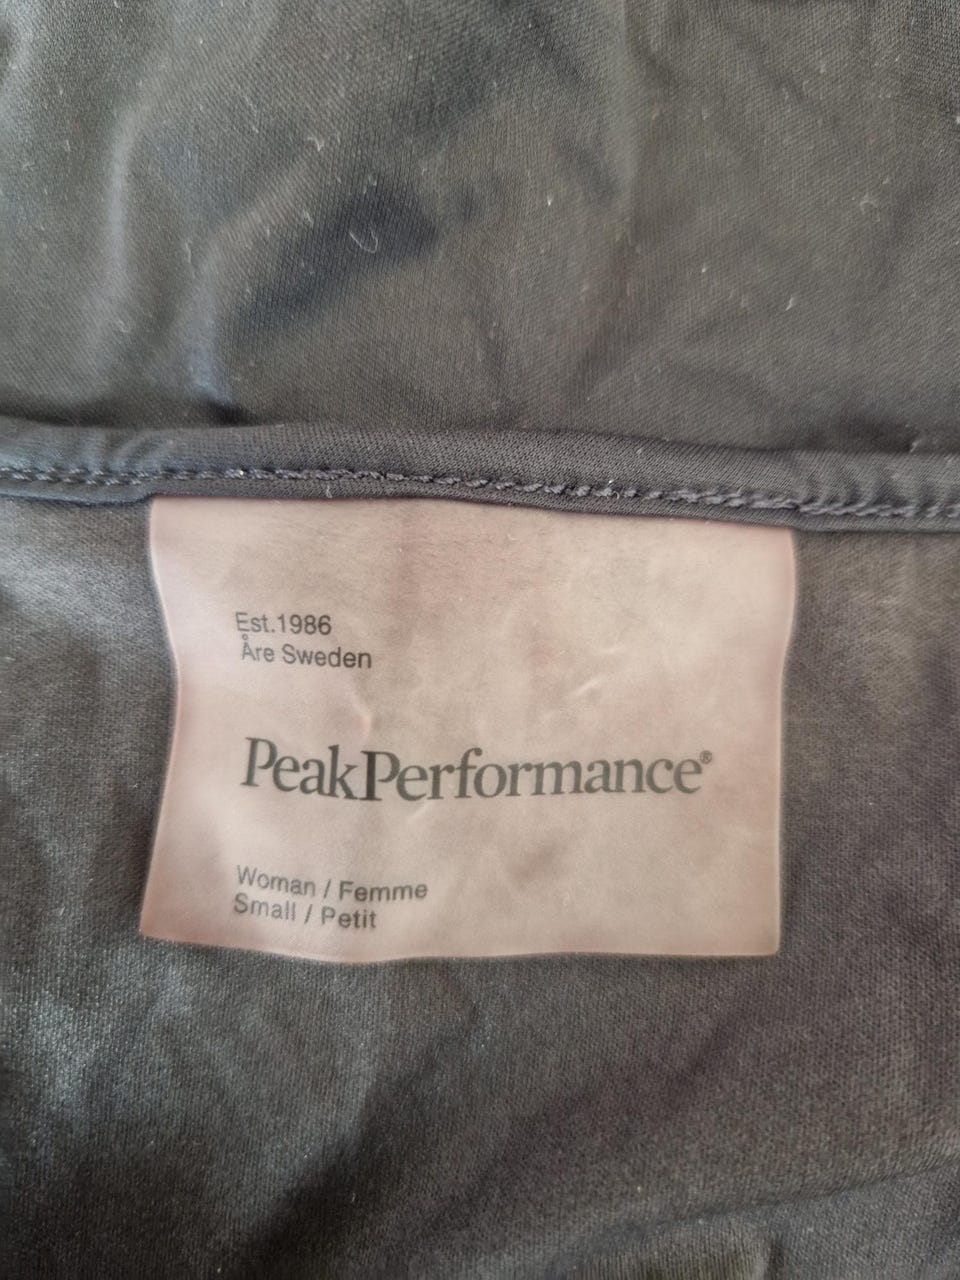 Est.1986
Åre Sweden
PeakPerformance®
Woman / Femme
Small / Petit